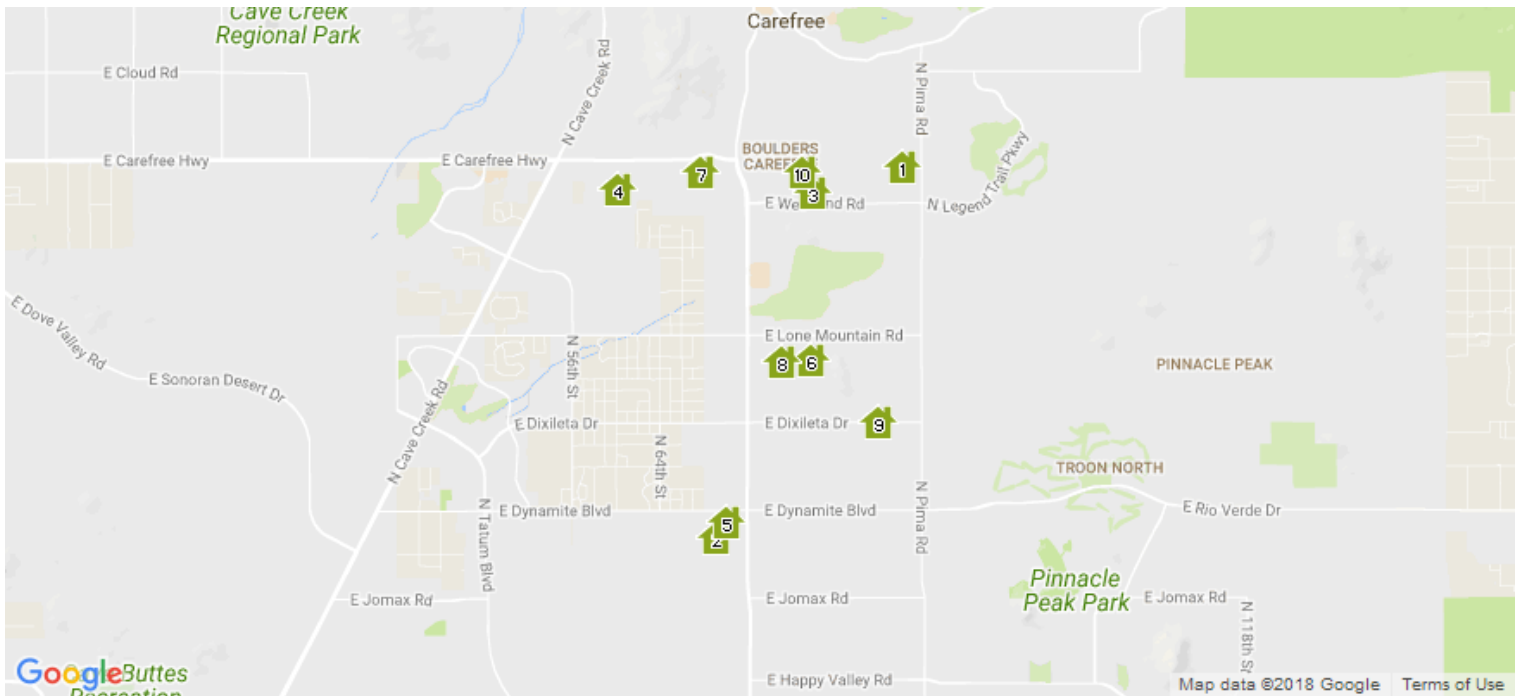 Cave Creek
Regional Park
Carefree
E Cloud Rd
N Cave Creek Rd
N Pima Rd
E Carefree Hwy
E Carefree Hwy
BOULDERS
N Legend Trail Pkwy
7
10
1
4
3
Rd
E Dove Valley Rd
E Lone Mountain Rd
N 56th St
8
6
PINNACLE PEAK
E Sonoran Desert Dr
N Cave Creek Rd
E Dixileta Dr
E Dixileta Dr
9
N 64th St
TROON NORTH
E Dynamite Blvd
E Dynamite Blvd
E Rio Verde Dr
N Tatum Blvd
N Pima Rd
5
2
Pinnacle
Peak Park
E Jomax Rd
E Jomax Rd
E Jomax Rd
N 118th St
Google
Buttes
E Happy Valley Rd
Map data ©2018 Google
Terms of Use